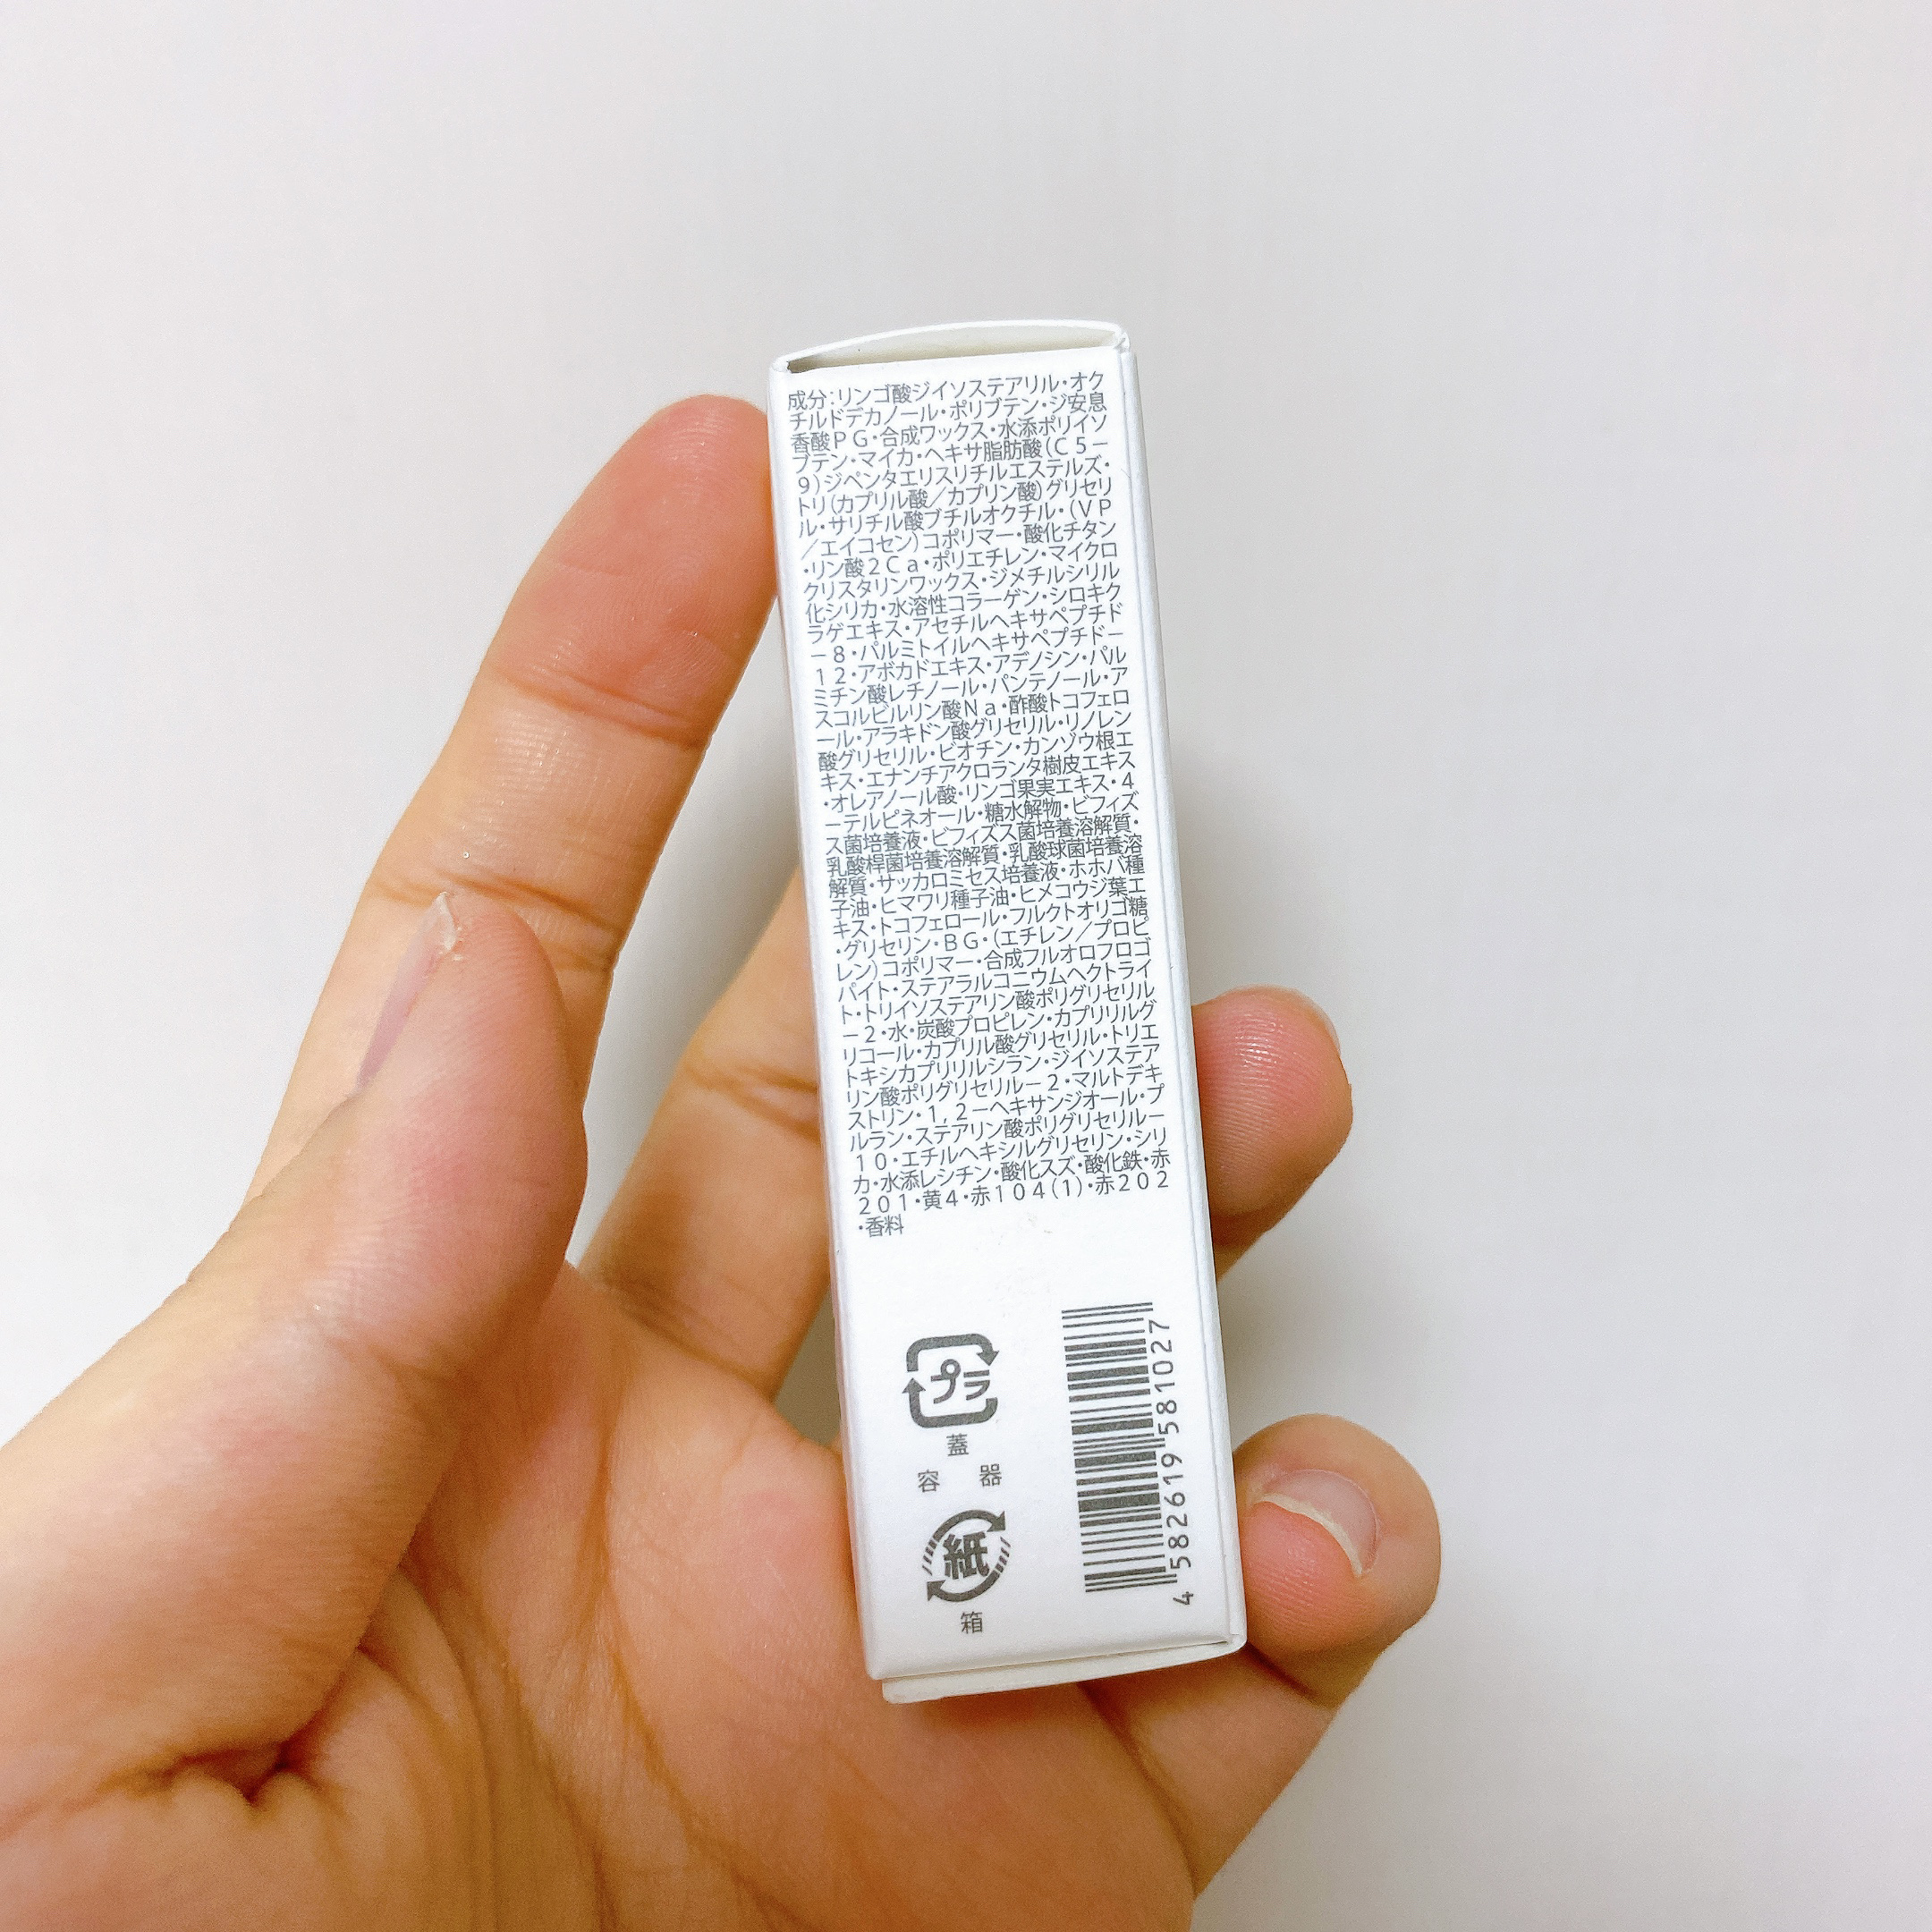 成分:リンゴ酸ジイソステアリル・オク
チルドデカノール・ポリブテン・ジ安息
香酸PG・合成ワックス・水添ポリイソ
ブテン・マイカ・ヘキサ脂肪酸(C5－
9)ジペンタエリスリチルエステルズ・
トリ(カプリル酸／カプリン酸)グリセリ
ル・サリチル酸ブチルオクチル・(VP
／エイコセン)コポリマー・酸化チタン
・リン酸2Ca・ポリエチレン・マイクロ
クリスタリンワックス・ジメチルシリル
化シリカ・水溶性コラーゲン・シロキク
ラゲエキス・アセチルヘキサペプチド
－8・パルミトイルヘキサペプチド－
12・アボカドエキス・アデノシン・パル
ミチン酸レチノール・パンテノール・ア
スコルビルリン酸Na・酢酸トコフェロ
ール・アラキドン酸グリセリル・リノレン
酸グリセリル・ビオチン・カンゾウ根エ
キス・エナンチアクロランタ樹皮エキス
・オレアノール酸・リンゴ果実エキス・4
－テルピネオール・糖水解物・ビフィズ
ス菌培養液・ビフィズス菌培養溶解質・
乳酸桿菌培養溶解質・乳酸球菌培養溶
解質・サッカロミセス培養液・ホホバ種
子油・ヒマワリ種子油・ヒメコウジ葉エ
キス・トコフェロール・フルクトオリゴ糖
・グリセリン・BG・(エチレン／プロピ
レン)コポリマー・合成フルオロフロゴ
パイト・ステアラルコニウムヘクトライ
ト・トリイソステアリン酸ポリグリセリル
－2・水・炭酸プロピレン・カプリリルグ
リコール・カプリル酸グリセリル・トリエ
トキシカプリリルシラン・ジイソステア
リン酸ポリグリセリル－2・マルトデキ
ストリン・1,2－ヘキサンジオール・プ
ルラン・ステアリン酸ポリグリセリル－
10・エチルヘキシルグリセリン・シリ
カ・水添レシチン・酸化スズ・酸化鉄・赤
201・黄4・赤104(1)・赤202
・香料
プラ
蓋
容 器
紙
箱
4 582619 581027